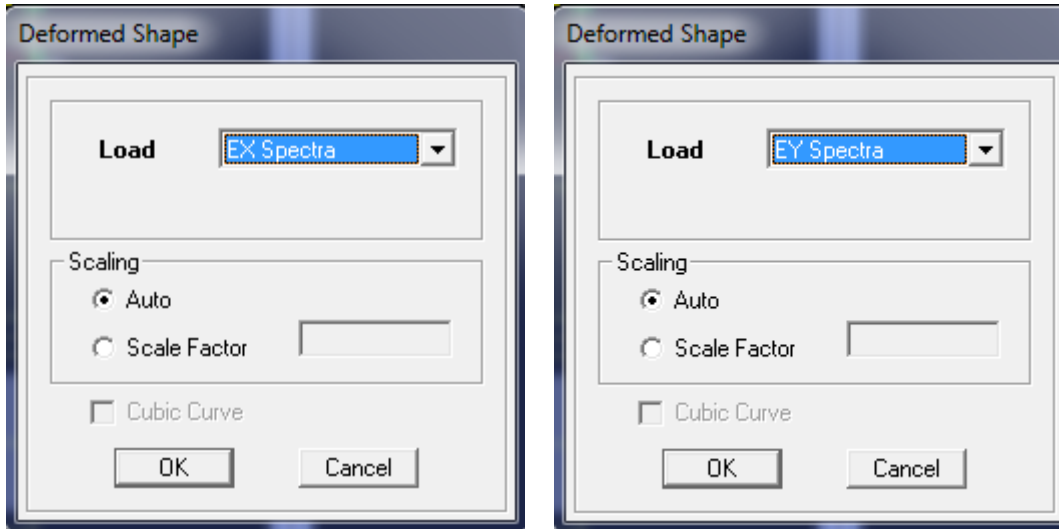 Deformed Shape
Load EX Spectra
Scaling
Auto
Scale Factor
Cubic Curve
OK Cancel
Deformed Shape
Load EY Spectra
Scaling
Auto
Scale Factor
Cubic Curve
OK Cancel